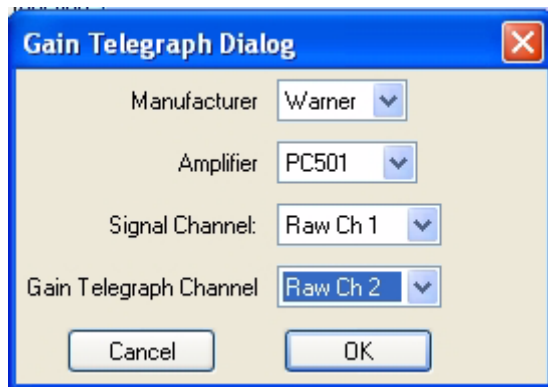 Gain Telegraph Dialog
Manufacturer Warner
Amplifier PC501
Signal Channel: Raw Ch 1
Gain Telegraph Channel Raw Ch 2
Cancel OK